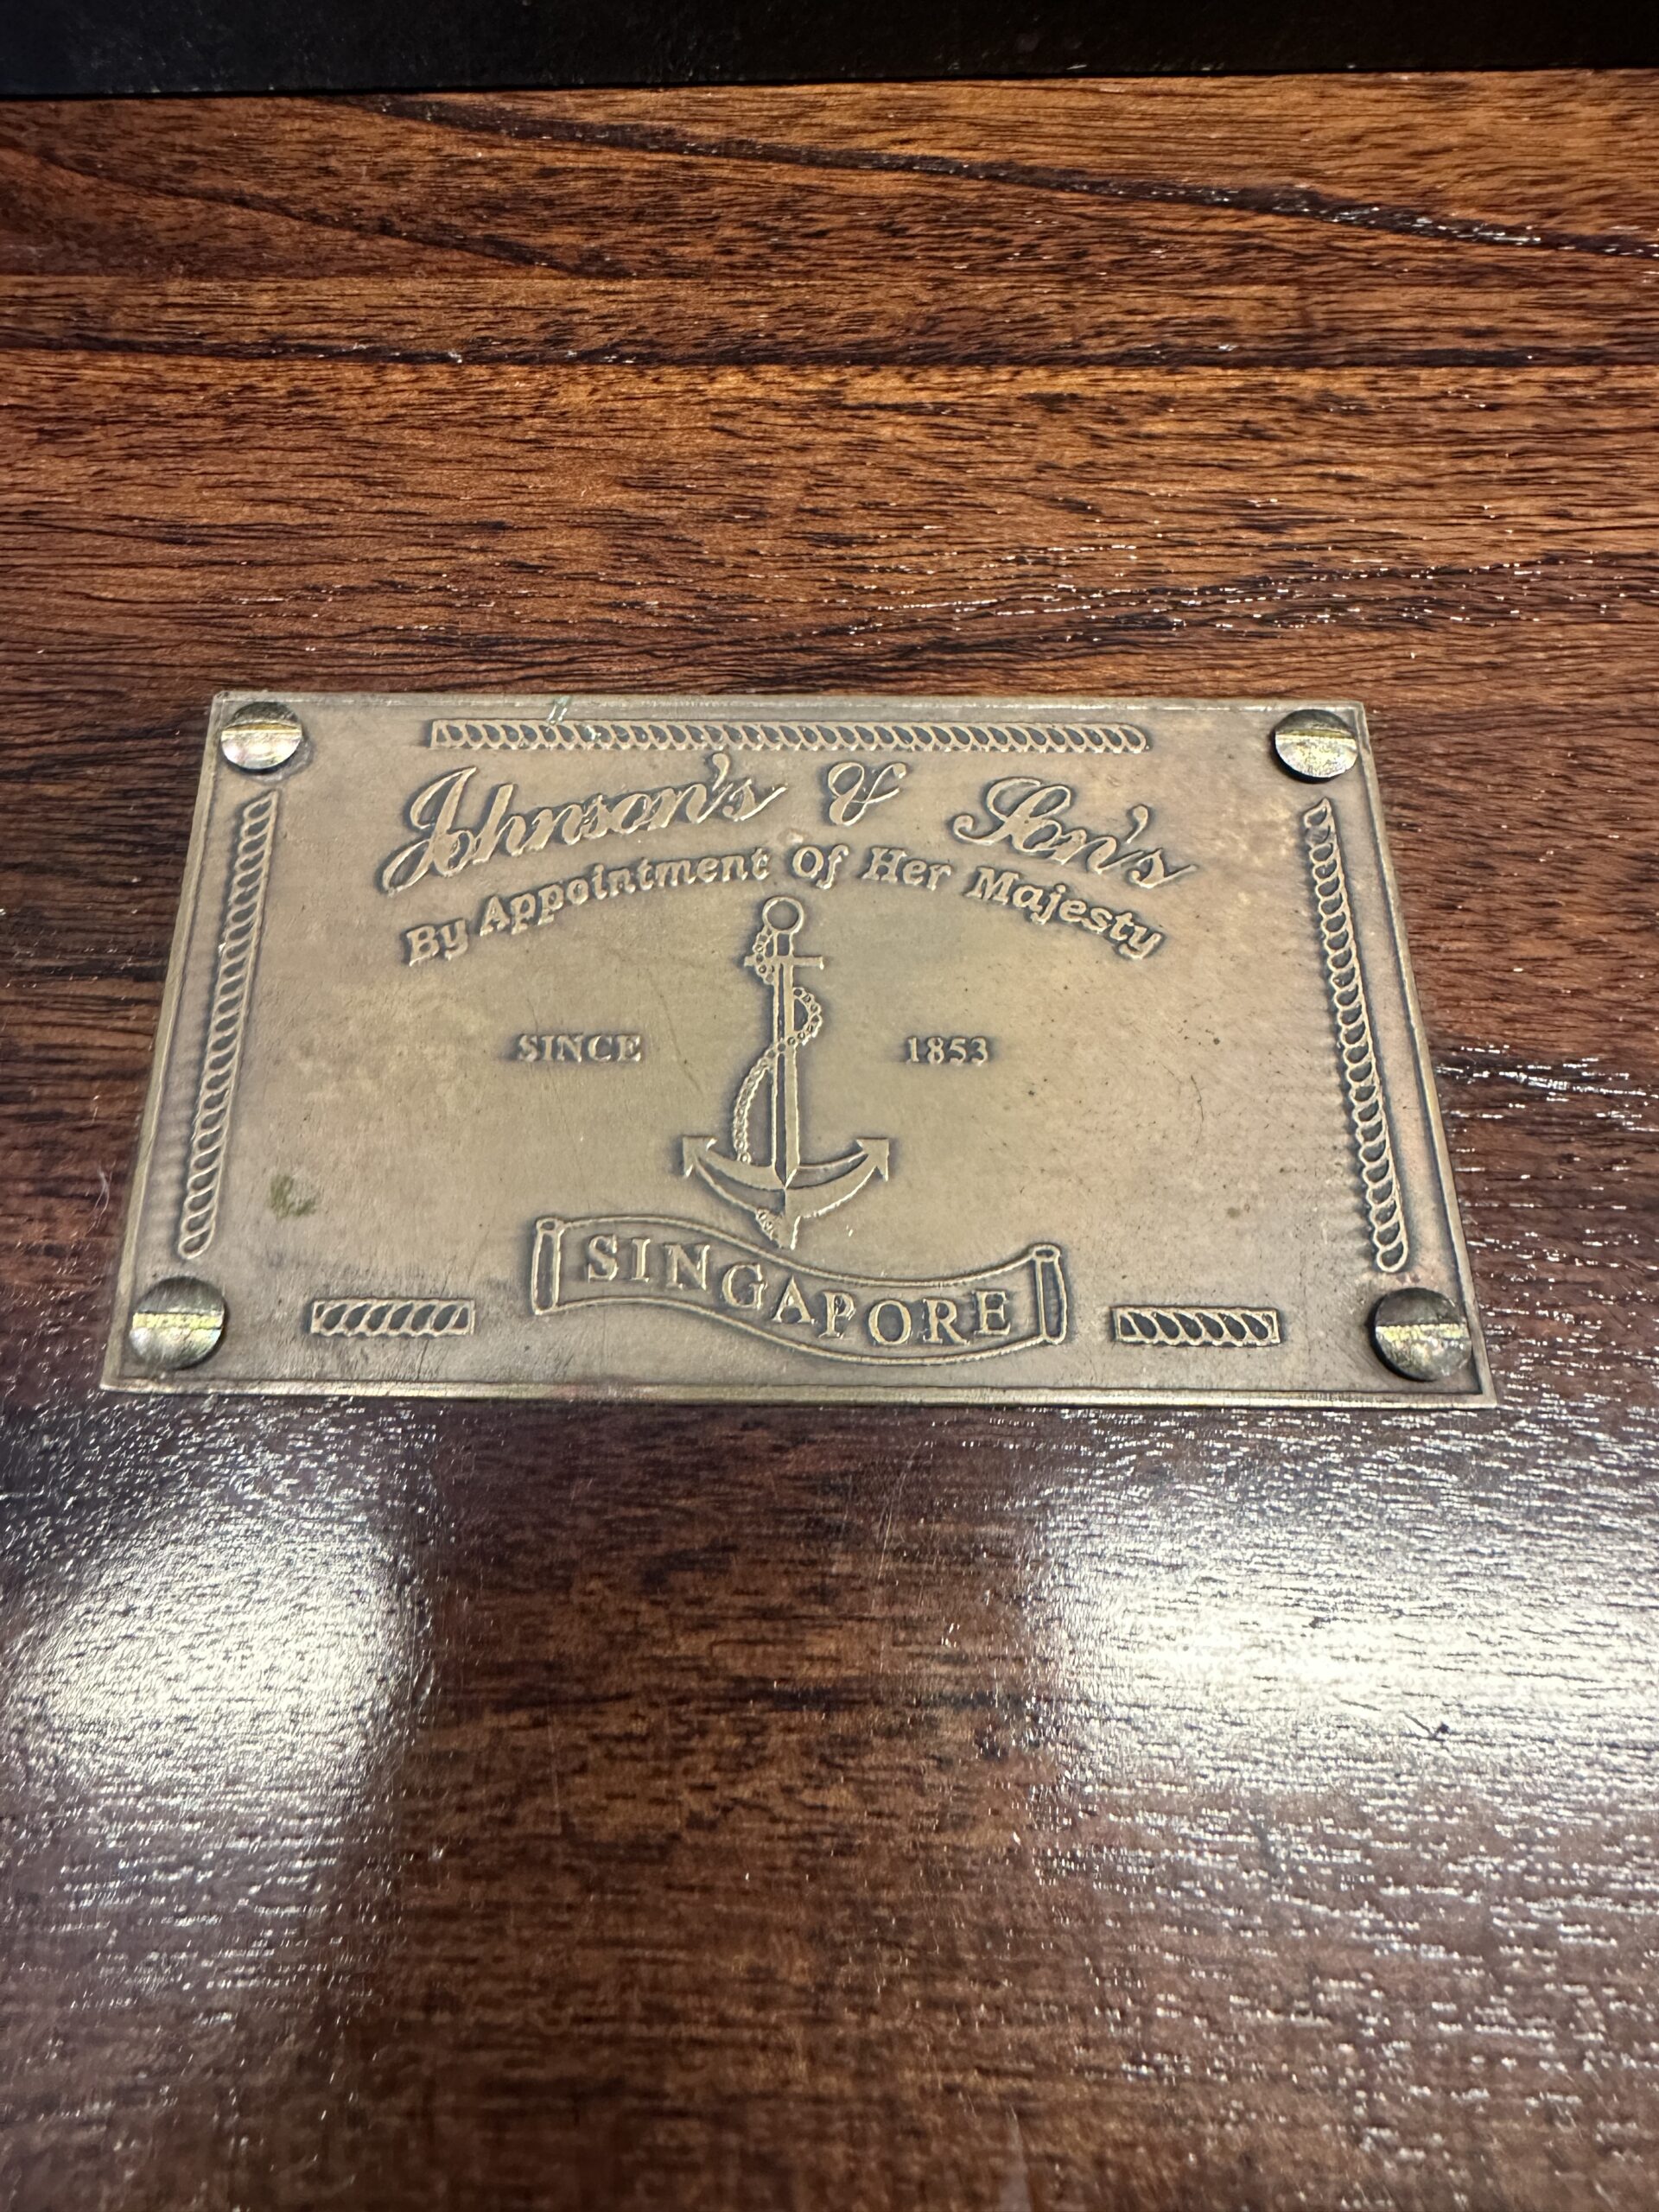 Johnson's & Son's
By Appointment Of Her Majesty
SINCE 1853
SINGAPORE